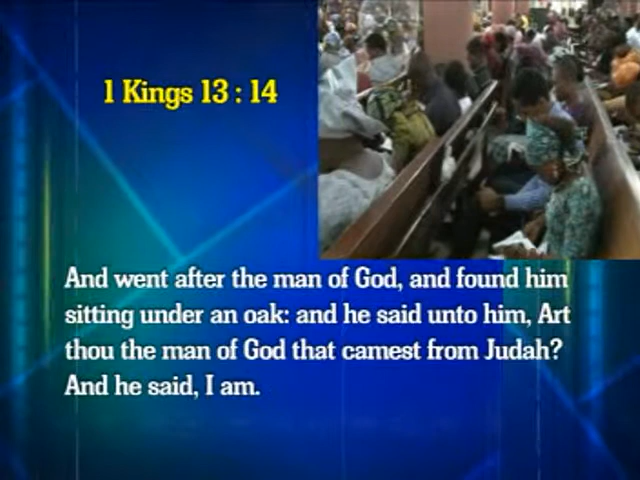 1 Kings 13 : 14
And went after the man of God, and found him
sitting under an oak: and he said unto him, Art
thou the man of God that camest from Judah?
And he said, I am.